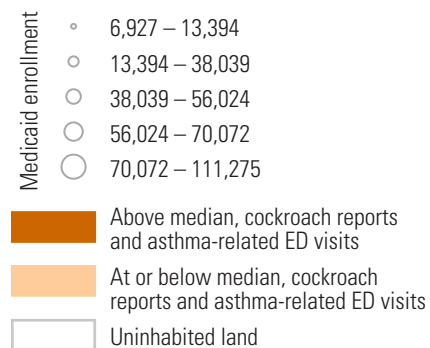 Medicaid enrollment
6,927 – 13,394
13,394 – 38,039
38,039 – 56,024
56,024 – 70,072
70,072 – 111,275
Above median, cockroach reports
and asthma-related ED visits
At or below median, cockroach
reports and asthma-related ED visits
Uninhabited land